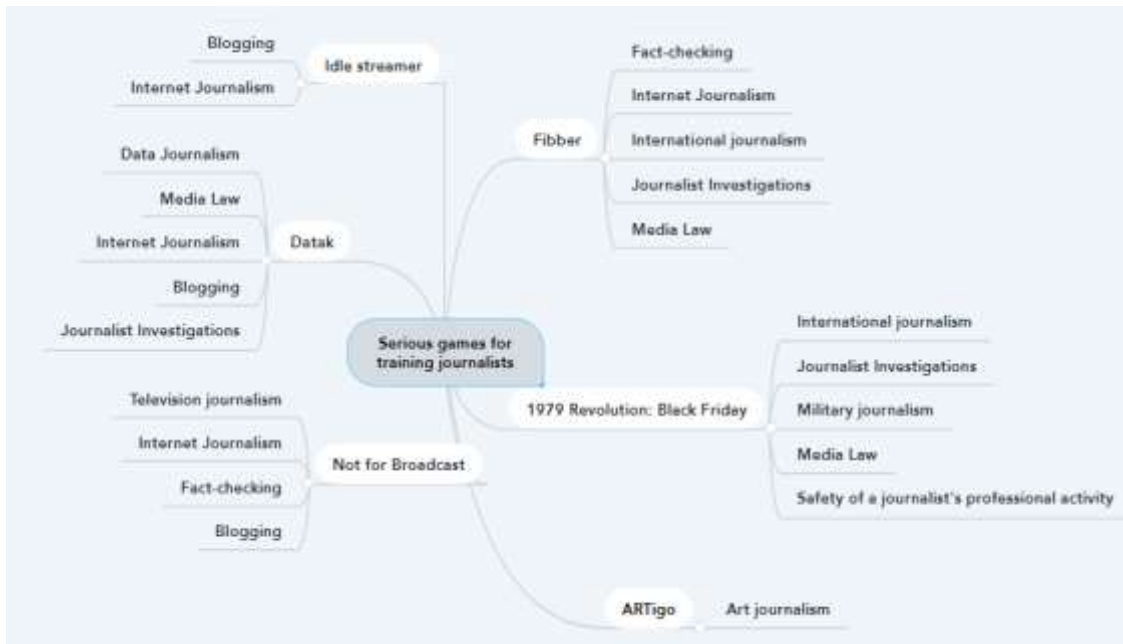 Serious games for
training journalists
Idle streamer
Blogging
Internet Journalism
Datak
Data Journalism
Media Law
Internet Journalism
Blogging
Journalist Investigations
Not for Broadcast
Television journalism
Internet Journalism
Fact-checking
Blogging
Fibber
Fact-checking
Internet Journalism
International journalism
Journalist Investigations
Media Law
1979 Revolution: Black Friday
International journalism
Journalist Investigations
Military journalism
Media Law
Safety of a journalist's professional activity
ARTigo
Art journalism